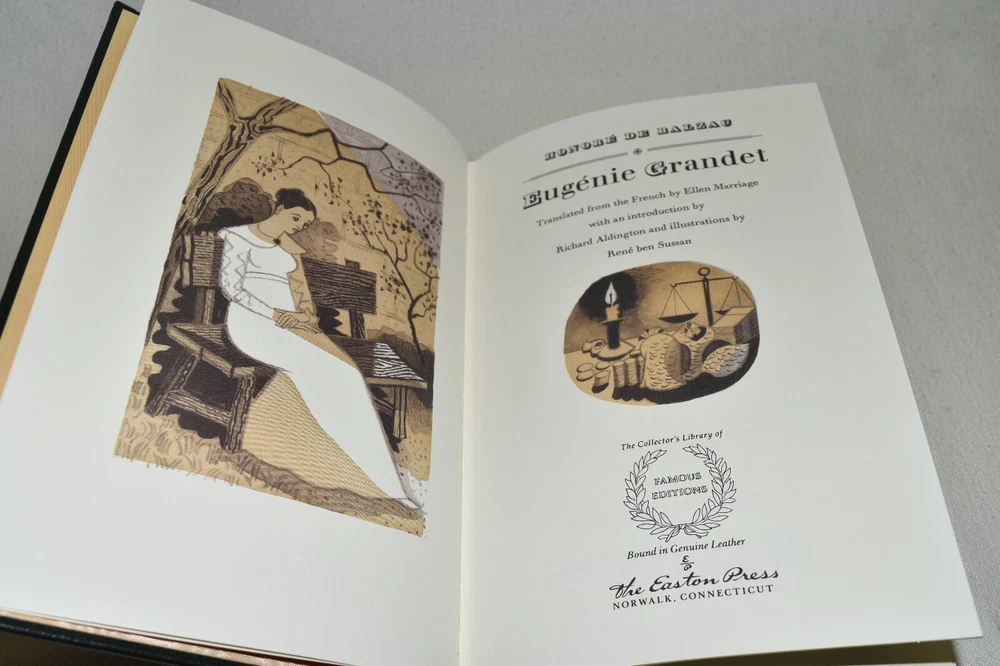 HONORÉ DE BALZAC
Eugénie Grandet
Translated from the French by Ellen Marriage
with an introduction by
Richard Aldington and illustrations by
René ben Sussan
The Collector's Library of
FAMOUS
EDITIONS
Bound in Genuine Leather
E/P
the Easton Press
NORWALK, CONNECTICUT